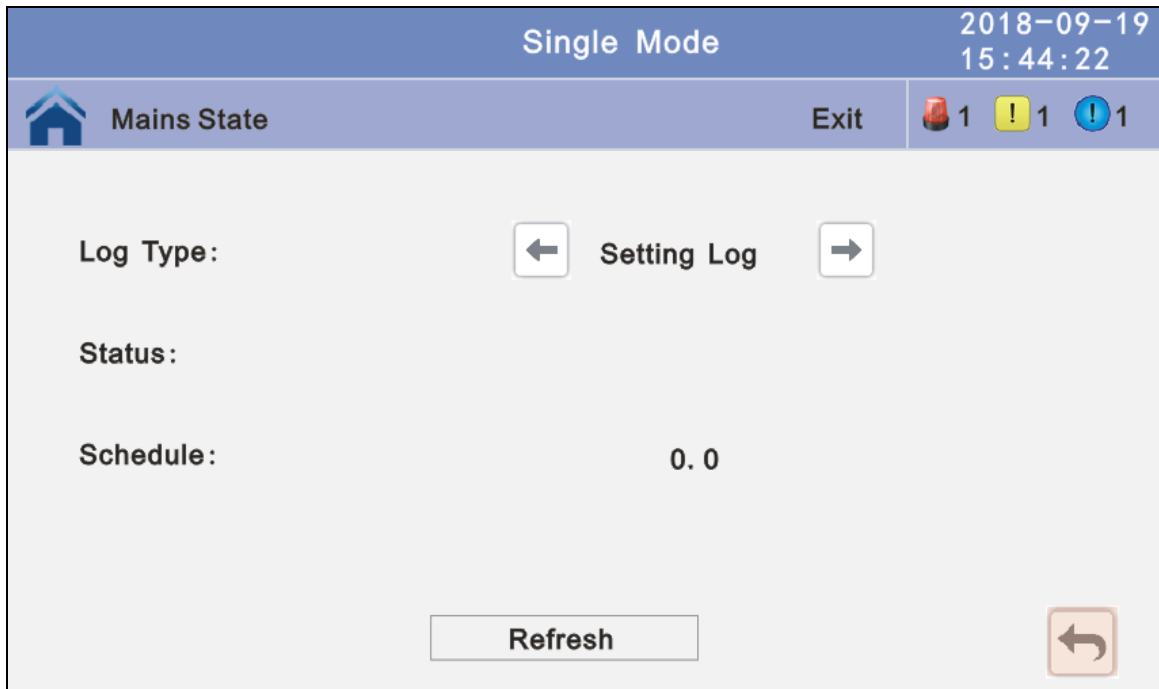 Single Mode
2018-09-19
15:44:22
Mains State
Exit
1
! 1
! 1
Log Type:
Setting Log
Status:
Schedule:
0.0
Refresh